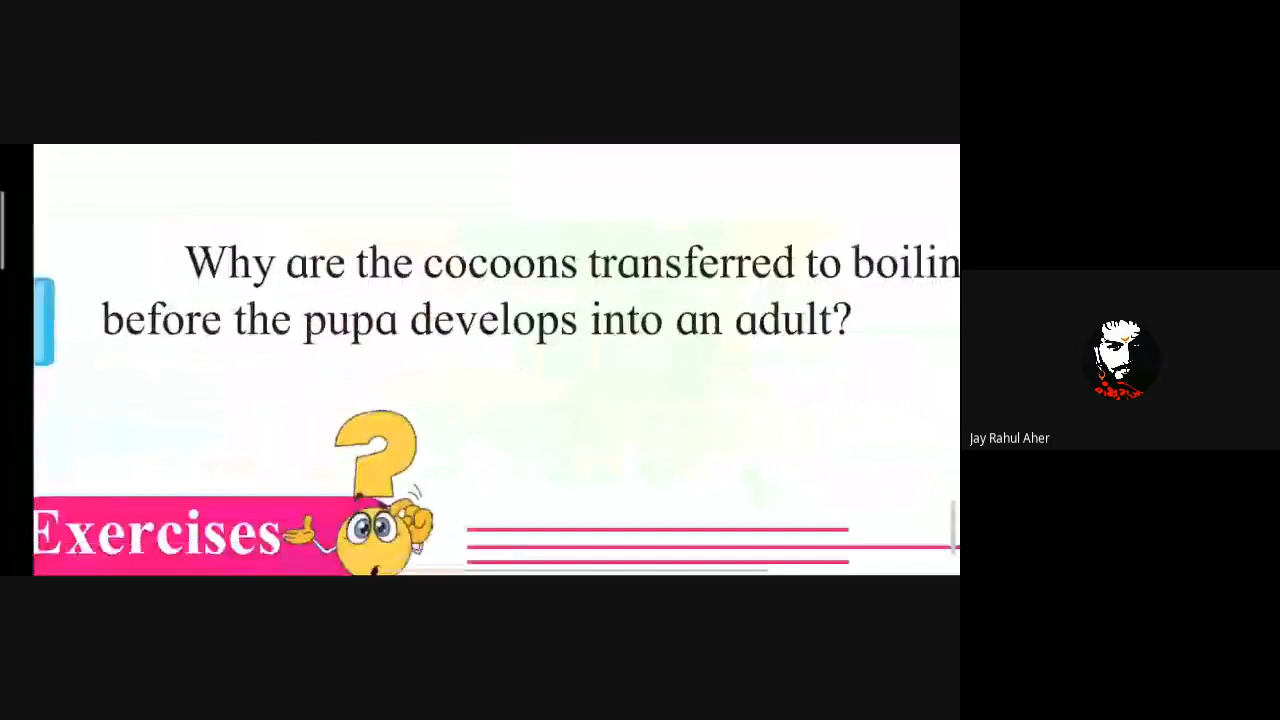 Why are the cocoons transferred to boilin
before the pupa develops into an adult?
Exercises
Jay Rahul Aher